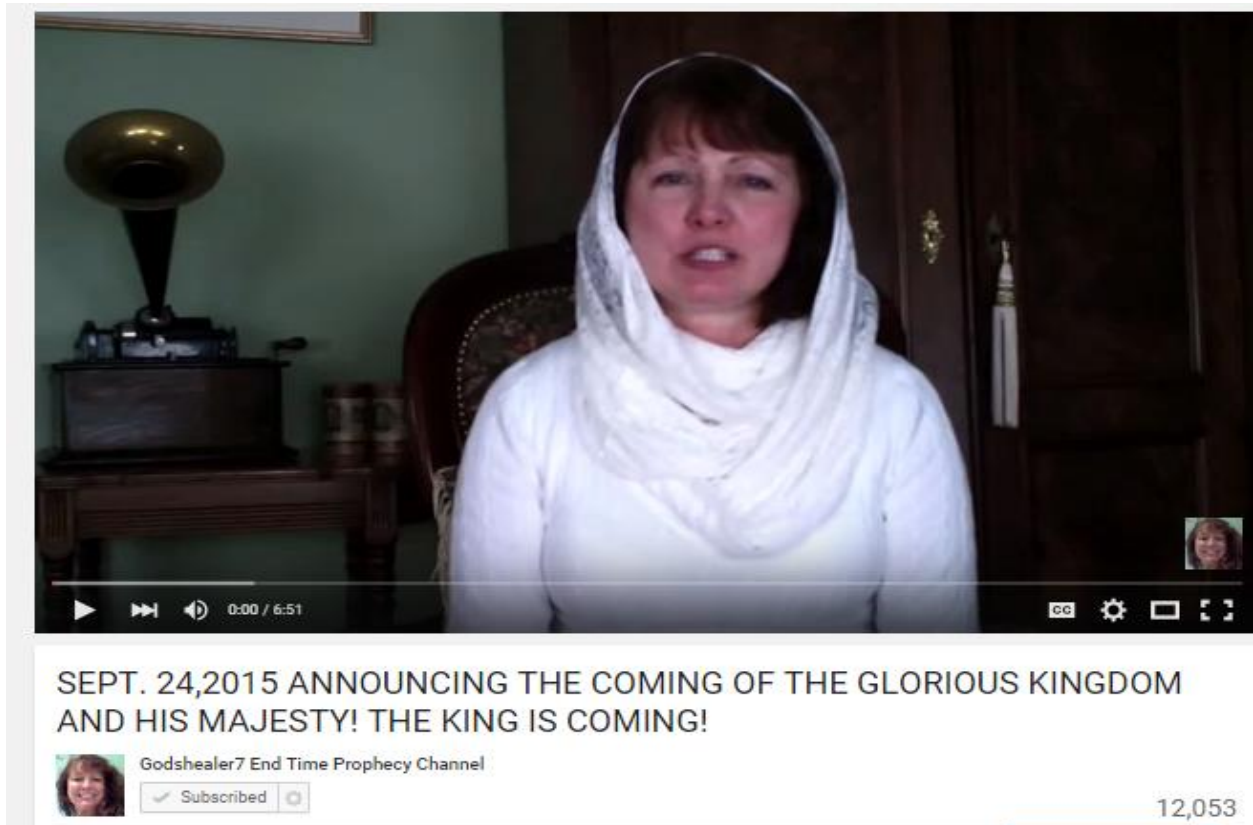 0:00 / 6:51
CC
SEPT. 24,2015 ANNOUNCING THE COMING OF THE GLORIOUS KINGDOM
AND HIS MAJESTY! THE KING IS COMING!
Godshealer7 End Time Prophecy Channel
Subscribed
12,053